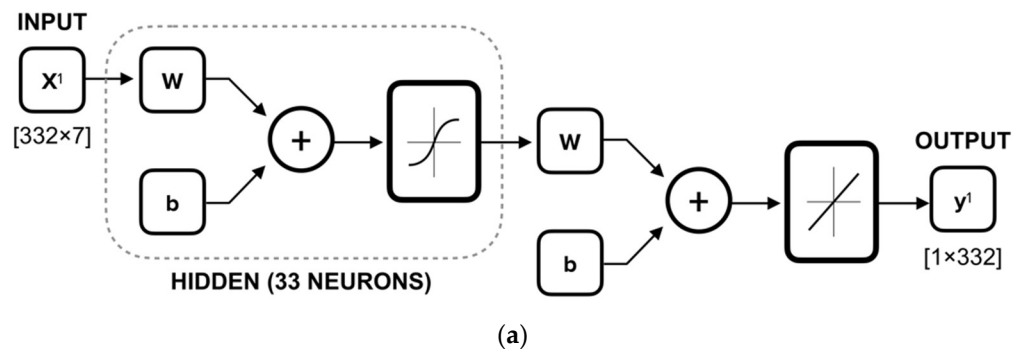 INPUT
X¹
[332×7]
W
b
+
HIDDEN (33 NEURONS)
W
b
+
OUTPUT
y¹
[1×332]
(a)